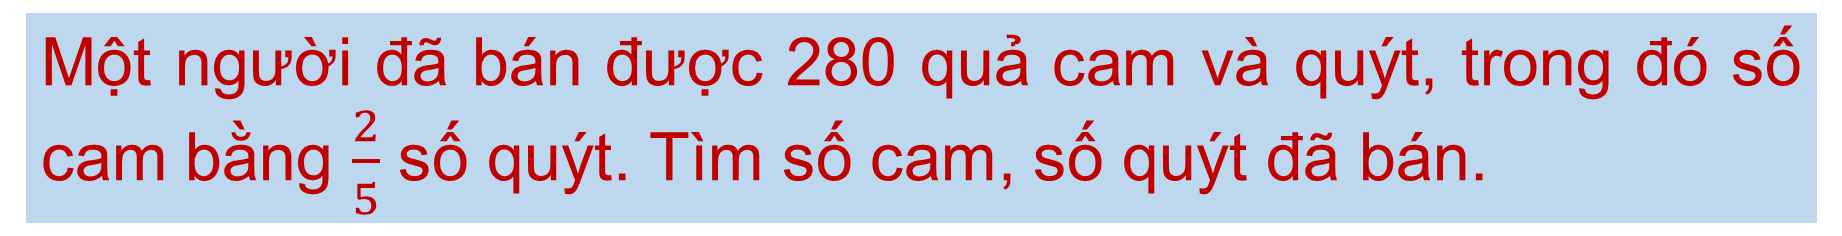 Một người đã bán được 280 quả cam và quýt, trong đó số
cam bằng 2/5 số quýt. Tìm số cam, số quýt đã bán.